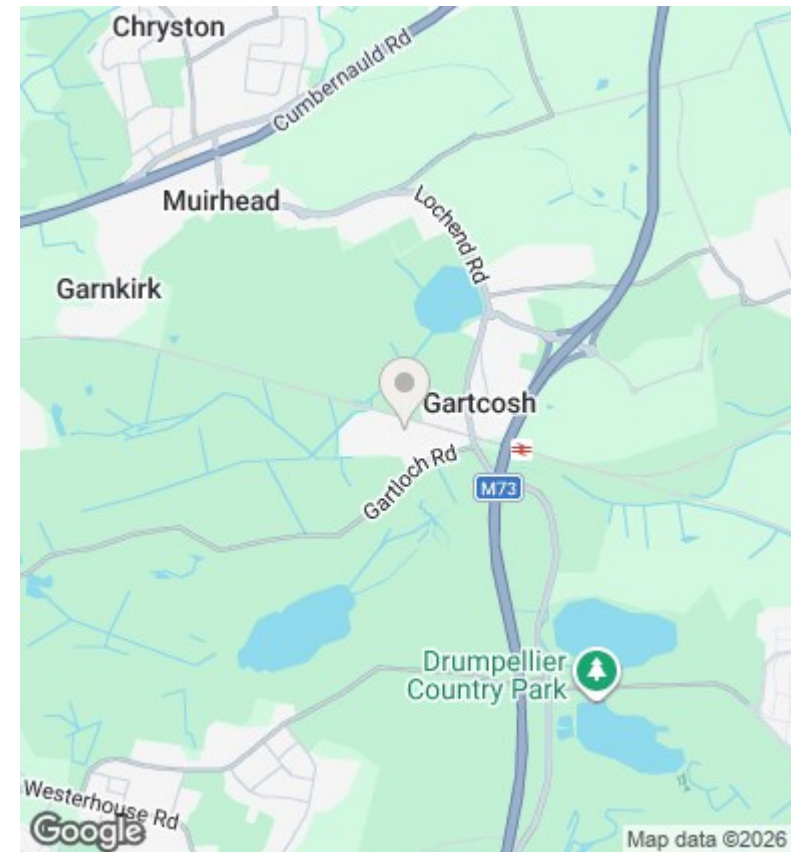 Chryston
Cumbernauld Rd
Muirhead
Lochend Rd
Garnkirk
Gartcosh
Gartloch Rd
M73
Drumpellier
Country Park
Westerhouse Rd
Google
Map data ©2026